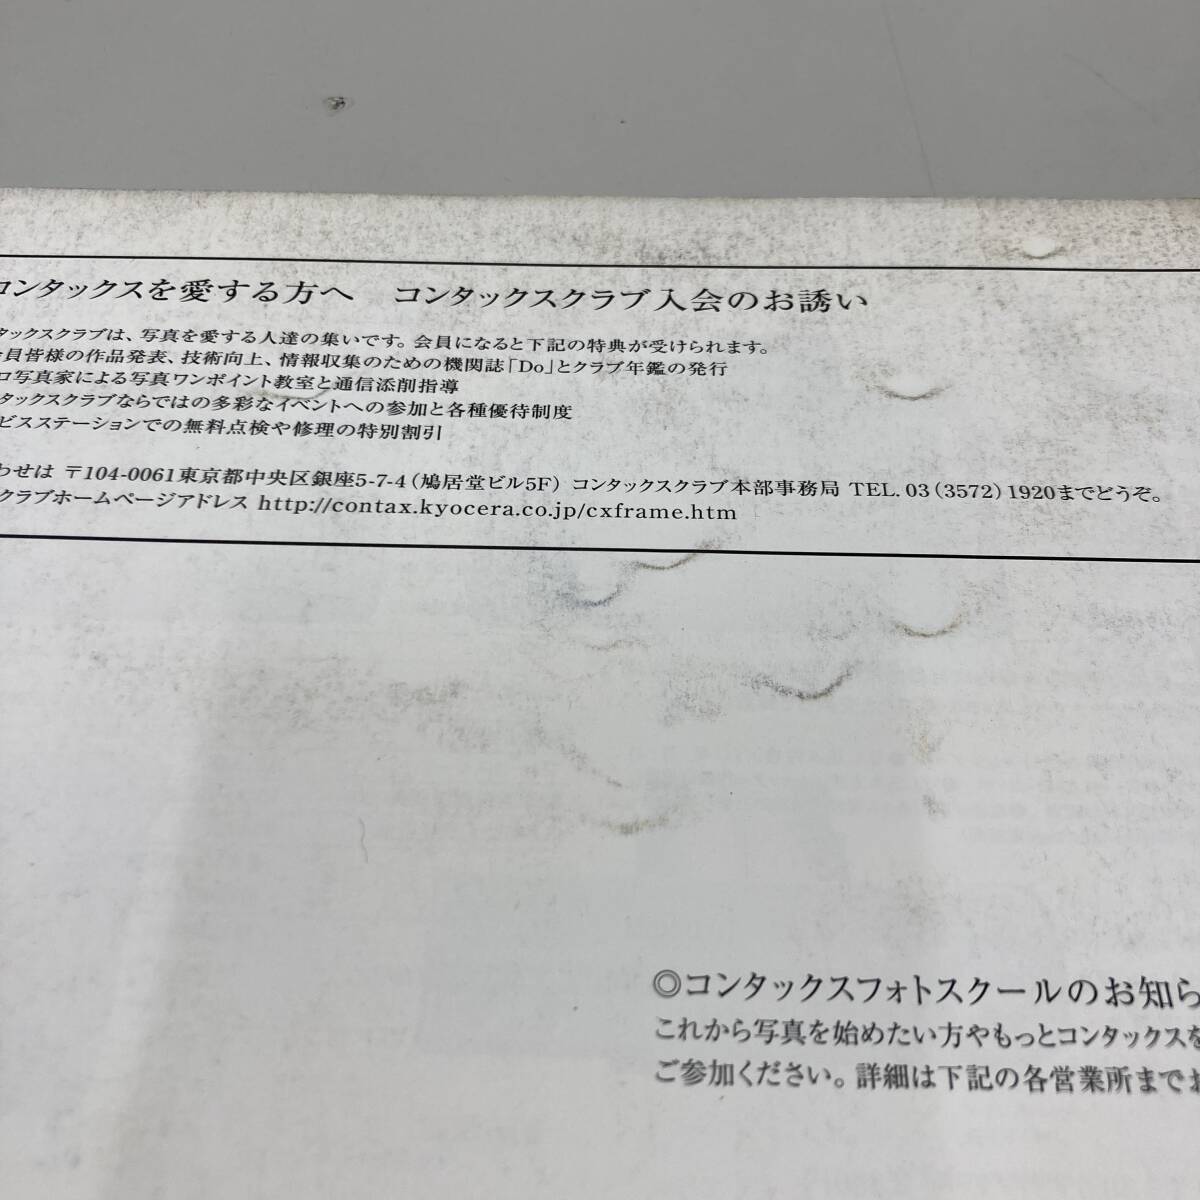 コンタックスを愛する方へ コンタックスクラブ入会のお誘い
タックスクラブは、写真を愛する人達の集いです。会員になると下記の特典が受けられます。
会員皆様の作品発表、技術向上、情報収集のための機関誌「Do」とクラブ年鑑の発行
ロ写真家による写真ワンポイント教室と通信添削指導
タックスクラブならではの多彩なイベントへの参加と各種優待制度
ビスステーションでの無料点検や修理の特別割引
わせは 〒104-0061東京都中央区銀座5-7-4(鳩居堂ビル5F) コンタックスクラブ本部事務局 TEL. 03(3572)1920までどうぞ。
クラブホームページアドレス http://contax.kyocera.co.jp/cxframe.htm
◎コンタックスフォトスクールのお知ら
これから写真を始めたい方やもっとコンタックスを
ご参加ください。詳細は下記の各営業所までお